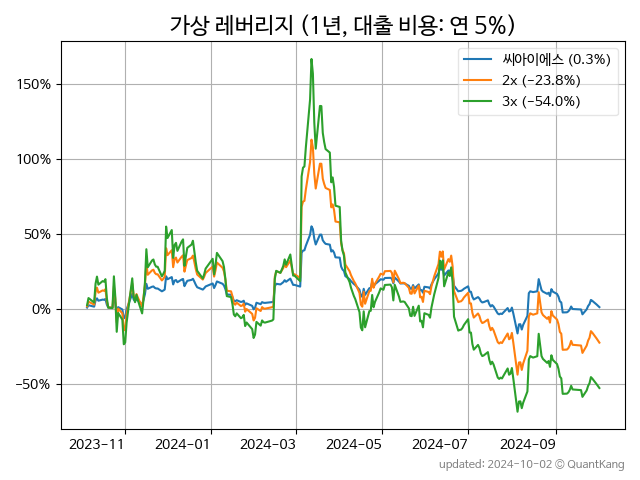 가상 레버리지 (1년, 대출 비용: 연 5%)
씨아이에스 (0.3%)
2x (−23.8%)
3x (−54.0%)
150%
100%
50%
0%
−50%
2023−11
2024−01
2024−03
2024−05
2024−07
2024−09
updated: 2024-10-02 © QuantKang